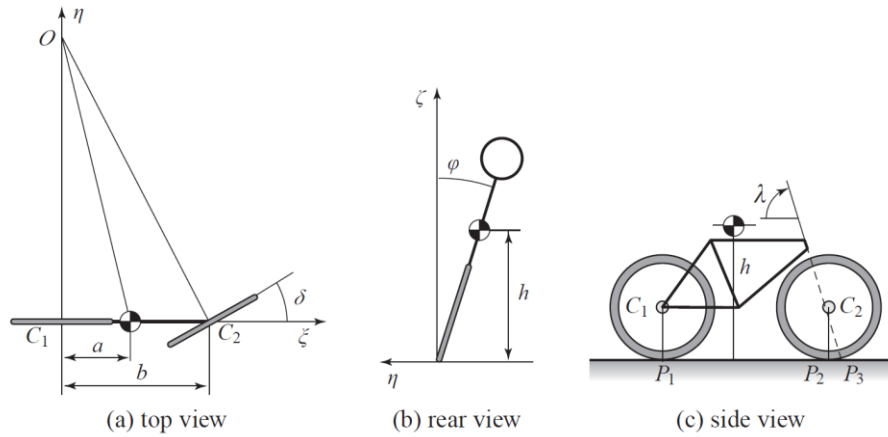 η
O
δ
C₁
C₂
ξ
a
b
(a) top view
ζ
φ
h
η
(b) rear view
λ
h
C₁
C₂
P₁
P₂
P₃
(c) side view